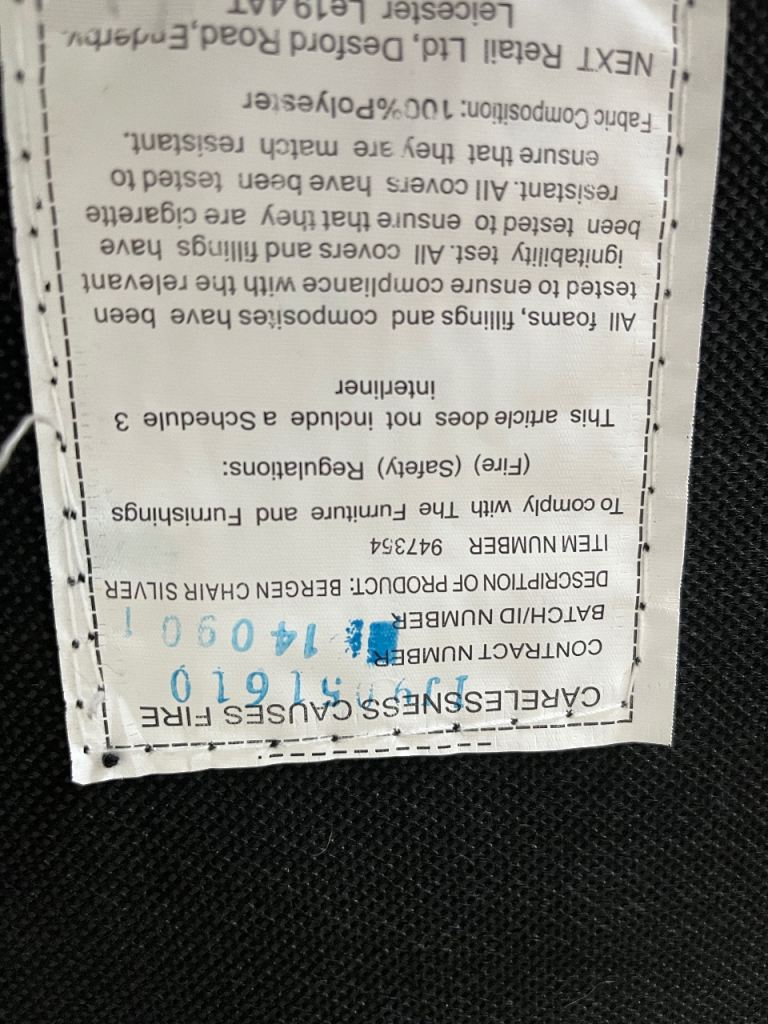 CARELESSNESS CAUSES FIRE
CONTRACT NUMBER
BATCH/ID NUMBER 140901
DESCRIPTION OF PRODUCT: BERGEN CHAIR SILVER
ITEM NUMBER 947354
To comply with The Furniture and Furnishings
(Fire) (Safety) Regulations:
This article does not include a Schedule 3
interliner
All foams, fillings and composites have been
tested to ensure compliance with the relevant
ignitability test. All covers and fillings have
been tested to ensure that they are cigarette
resistant. All covers have been tested to
ensure that they are match resistant.
Fabric Composition: 100%Polyester
NEXT Retail Ltd, Desford Road, Enderby,
Leicester Le19 4AT